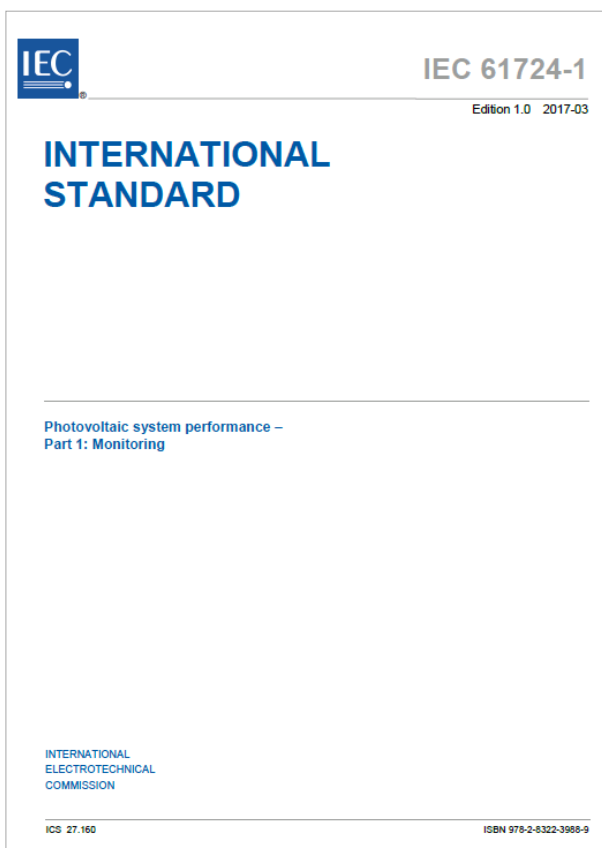 IEC
®
IEC 61724-1
Edition 1.0 2017-03
INTERNATIONAL
STANDARD
Photovoltaic system performance –
Part 1: Monitoring
INTERNATIONAL
ELECTROTECHNICAL
COMMISSION
ICS 27.160
ISBN 978-2-8322-3988-9